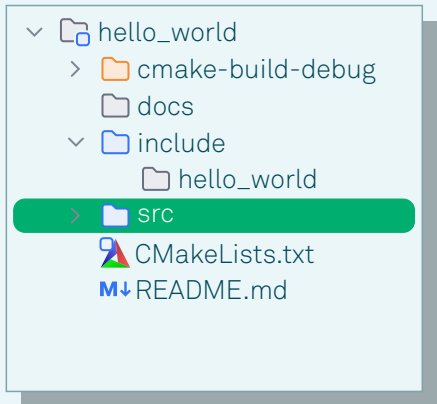 hello_world
cmake-build-debug
docs
include
hello_world
src
CMakeLists.txt
M↓ README.md